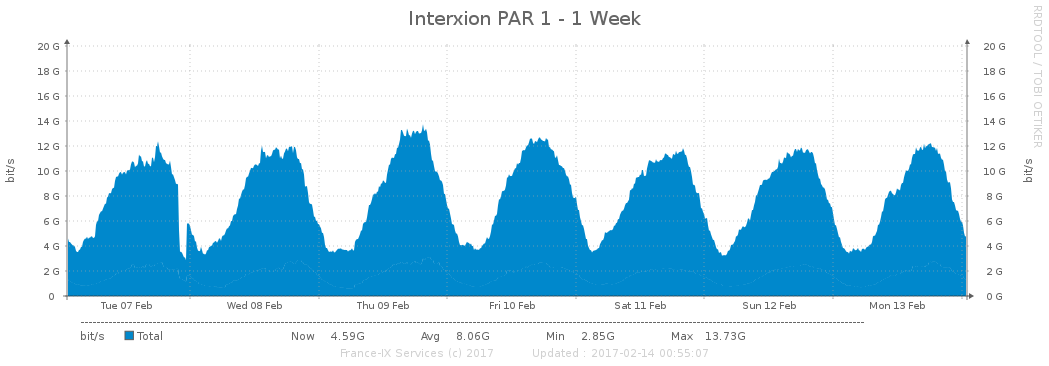 Interxion PAR 1 - 1 Week
RRDTOOL / TOBI OETIKER
bit/s
20 G 20 G
18 G 18 G
16 G 16 G
14 G 14 G
12 G 12 G
10 G 10 G
8 G 8 G
6 G 6 G
4 G 4 G
2 G 2 G
0 0 G
bit/s
Tue 07 Feb Wed 08 Feb Thu 09 Feb Fri 10 Feb Sat 11 Feb Sun 12 Feb Mon 13 Feb
bit/s Total Now 4.59G Avg 8.06G Min 2.85G Max 13.73G
France-IX Services (c) 2017 Updated : 2017-02-14 00:55:07